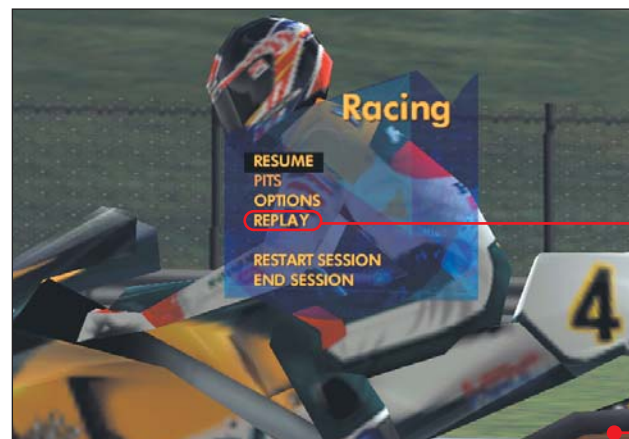 Racing
RESUME
PITS
OPTIONS
REPLAY
RESTART SESSION
END SESSION
4